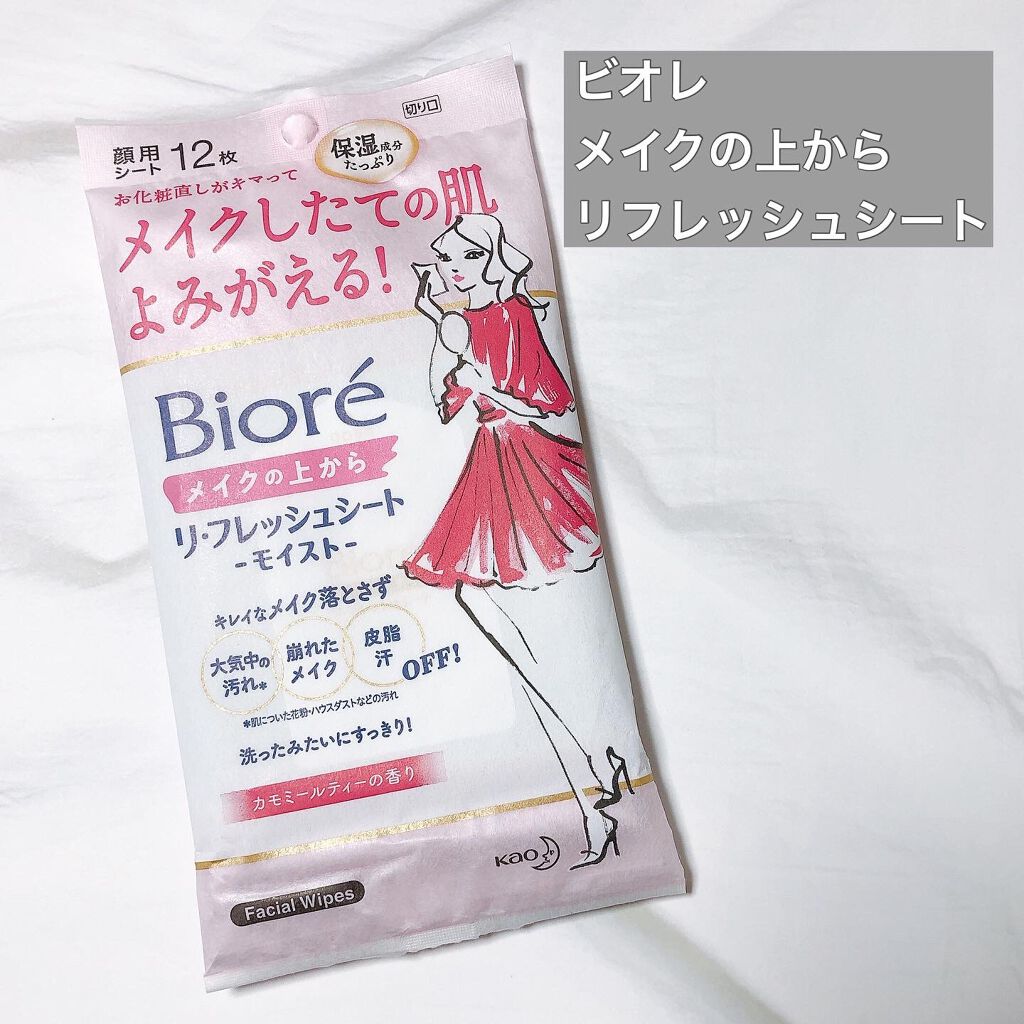 ビオレ
メイクの上から
リフレッシュシート
切り口
顔用
シート 12枚
保湿成分
たっぷり
お化粧直しがキマって
メイクしたての肌
よみがえる!
Bioré
メイクの上から
リ・フレッシュシート
-モイスト-
キレイなメイク落とさず
大気中の
汚れ*
崩れた
メイク
皮脂
汗
OFF!
*肌についた花粉・ハウスダストなどの汚れ
洗ったみたいにすっきり!
カモミールティーの香り
Kao
Facial Wipes